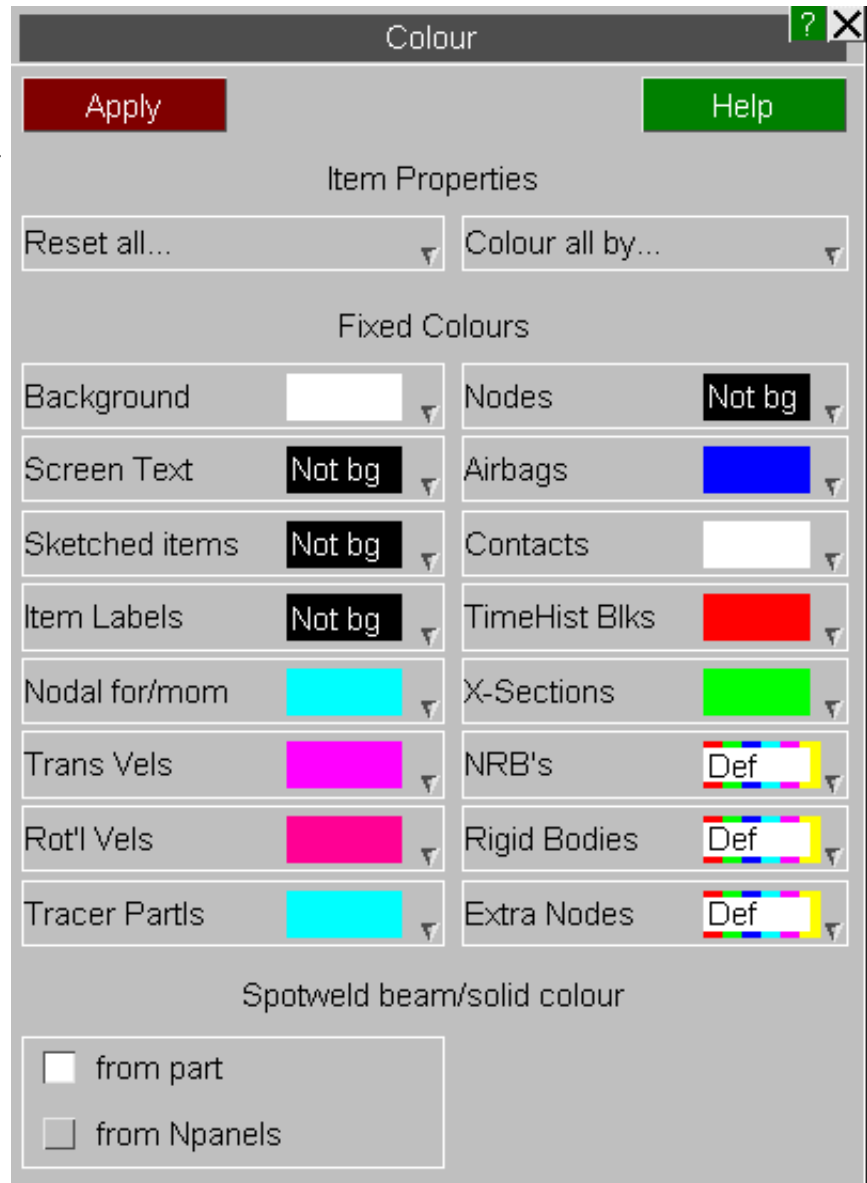 Colour ? X
Apply Help
Item Properties
Reset all... Colour all by...
Fixed Colours
Background Nodes Not bg
Screen Text Not bg Airbags
Sketched items Not bg Contacts
Item Labels Not bg TimeHist Blks
Nodal for/mom X-Sections
Trans Vels NRB's Def
Rot'l Vels Rigid Bodies Def
Tracer Partls Extra Nodes Def
Spotweld beam/solid colour
from part
from Npanels